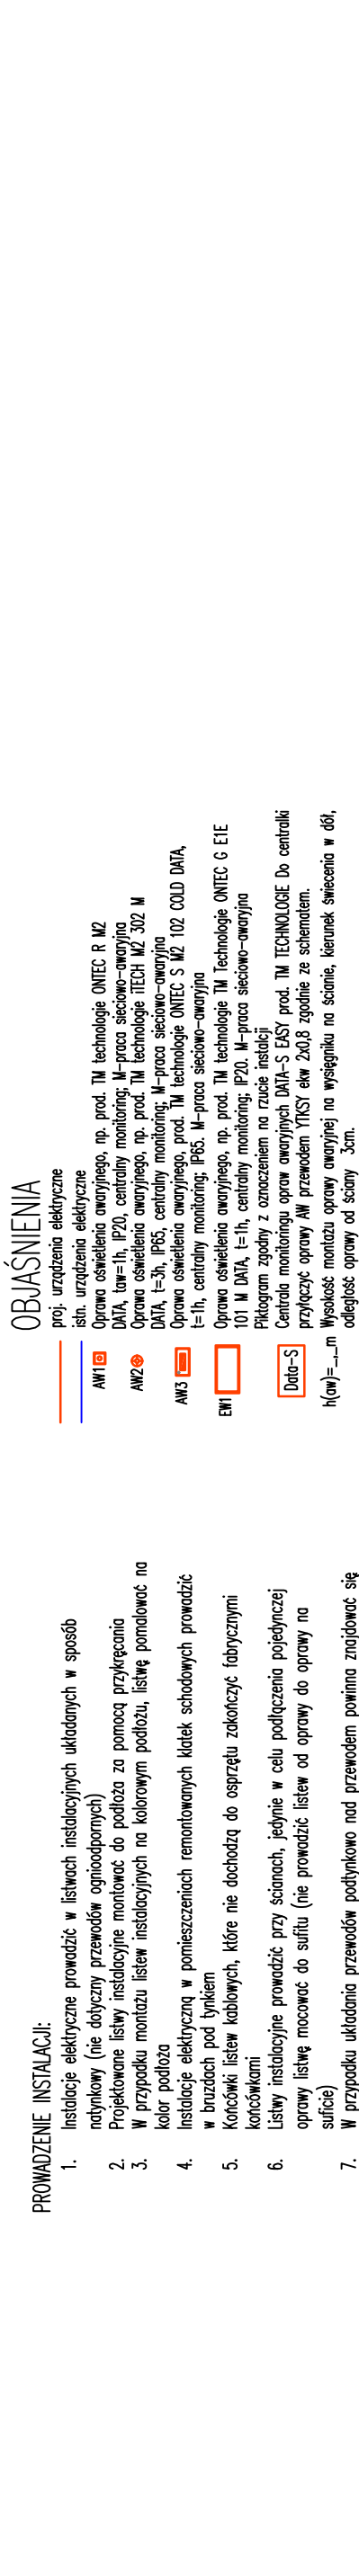 PROWADZENIE INSTALACJI:
1. Instalacje elektryczne prowadzić w listwach instalacyjnych układanych w sposób
natynkowy (nie dotyczny przewodów ognioodpornych)
2. Projektowane listwy instalacyjne montować do podłoża za pomocą przykręcania
3. W przypadku montażu listew instalacyjnych na kolorowym podłożu, listwę pomalować na
kolor podłoża
4. Instalacje elektryczną w pomieszczeniach remontowanych klatek schodowych prowadzić
w bruzdach pod tynkiem
5. Końcówki listew kablowych, które nie dochodzą do osprzętu zakończyć fabrycznymi
końcówkami
6. Listwy instalacyjne prowadzić przy ścianach, jedynie w celu podłączenia pojedynczej
oprawy listwę mocować do sufitu (nie prowadzić listew od oprawy do oprawy na
suficie)
7. W przypadku układania przewodów podtynkowo nad przewodem powinna znajdować się
OBJAŚNIENIA
proj. urządzenia elektryczne
istn. urządzenia elektryczne
AW1 Oprawa oświetlenia awaryjnego, np. prod. TM technologie ONTEC R M2
DATA, taw=1h, IP20, centralny monitoring; M-praca sieciowo-awaryjna
AW2 Oprawa oświetlenia awaryjnego, np. prod. TM technologie ITECH M2 302 M
DATA, t=3h, IP65, centralny monitoring; M-praca sieciowo-awaryjna
AW3 Oprawa oświetlenia awaryjnego, prod. TM technologie ONTEC S M2 102 COLD DATA,
t=1h, centralny monitoring; IP65. M-praca sieciowo-awaryjna
EW1 Oprawa oświetlenia awaryjnego, np. prod. TM technologie TM Technologie ONTEC G E1E
101 M DATA, t=1h, centralny monitoring; IP20. M-praca sieciowo-awaryjna
Piktogram zgodny z oznaczeniem na rzucie instalcji
Data-S Centrala monitoringu opraw awaryjnych DATA-S EASY prod. TM TECHNOLOGIE Do centralki
przyłączyć oprawy AW przewodem YTKSY ekw 2x0,8 zgodnie ze schematem.
h(aw)=_,_m Wysokość montażu oprawy awaryjnej na wysięgniku na ścianie, kierunek świecenia w dół,
odległość oprawy od ściany 3cm.